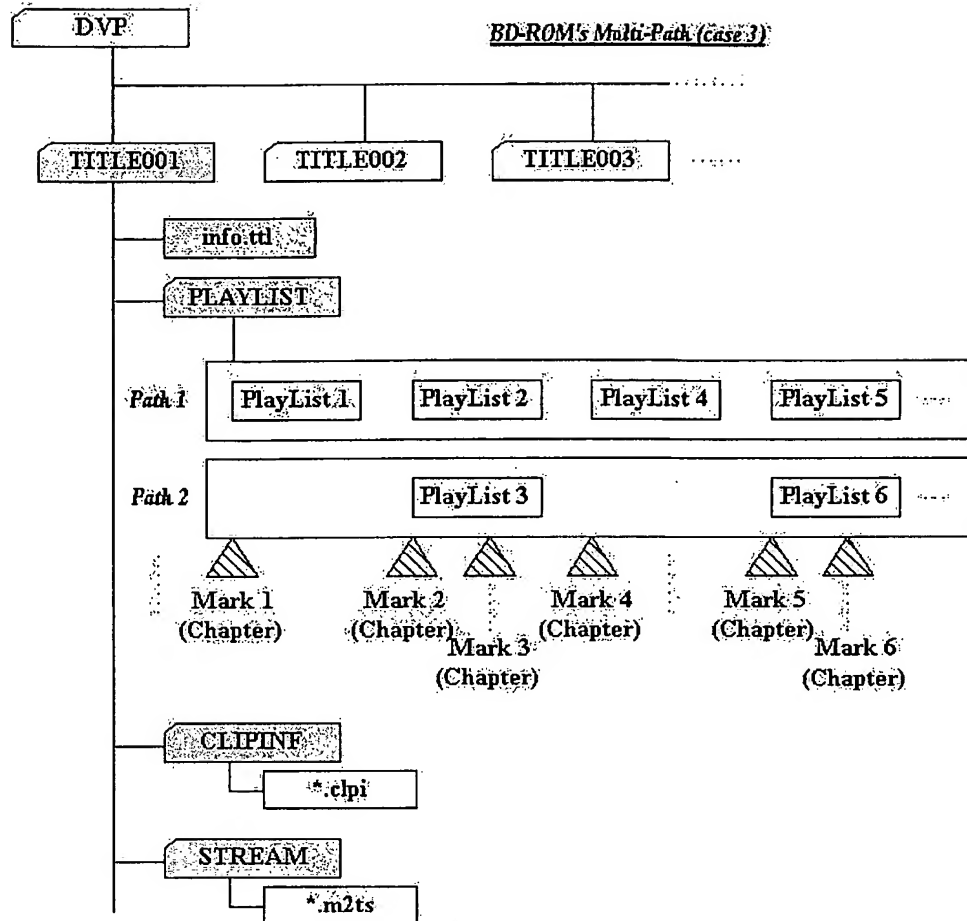 DVP
BD-ROM's Multi-Path (case 3)
TITLE001
TITLE002
TITLE003
info.ttl
PLAYLIST
Path 1
PlayList 1
PlayList 2
PlayList 4
PlayList 5
Path 2
PlayList 3
PlayList 6
Mark 1
(Chapter)
Mark 2
(Chapter)
Mark 3
(Chapter)
Mark 4
(Chapter)
Mark 5
(Chapter)
Mark 6
(Chapter)
CLIPINF
*.clpi
STREAM
*.m2ts